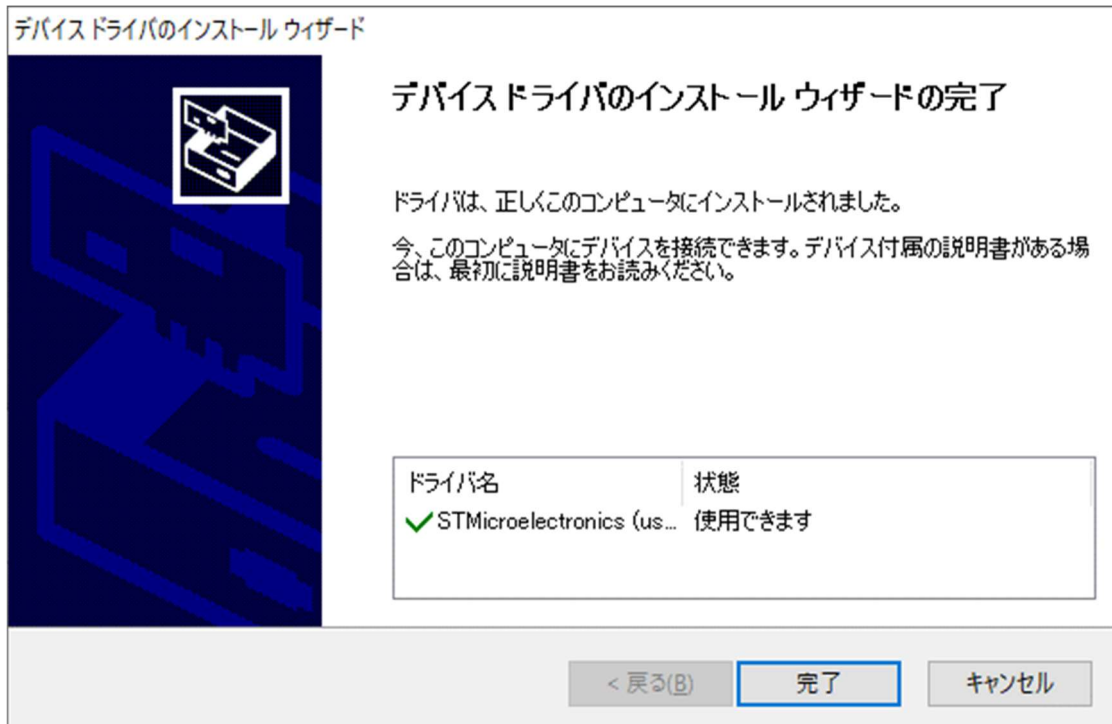 デバイス ドライバのインストール ウィザード
デバイス ドライバのインストール ウィザードの完了
ドライバは、正しくこのコンピュータにインストールされました。
今、このコンピュータにデバイスを接続できます。デバイス付属の説明書がある場
合は、最初に説明書をお読みください。
ドライバ名 状態
STMicroelectronics (us... 使用できます
< 戻る(B) 完了 キャンセル